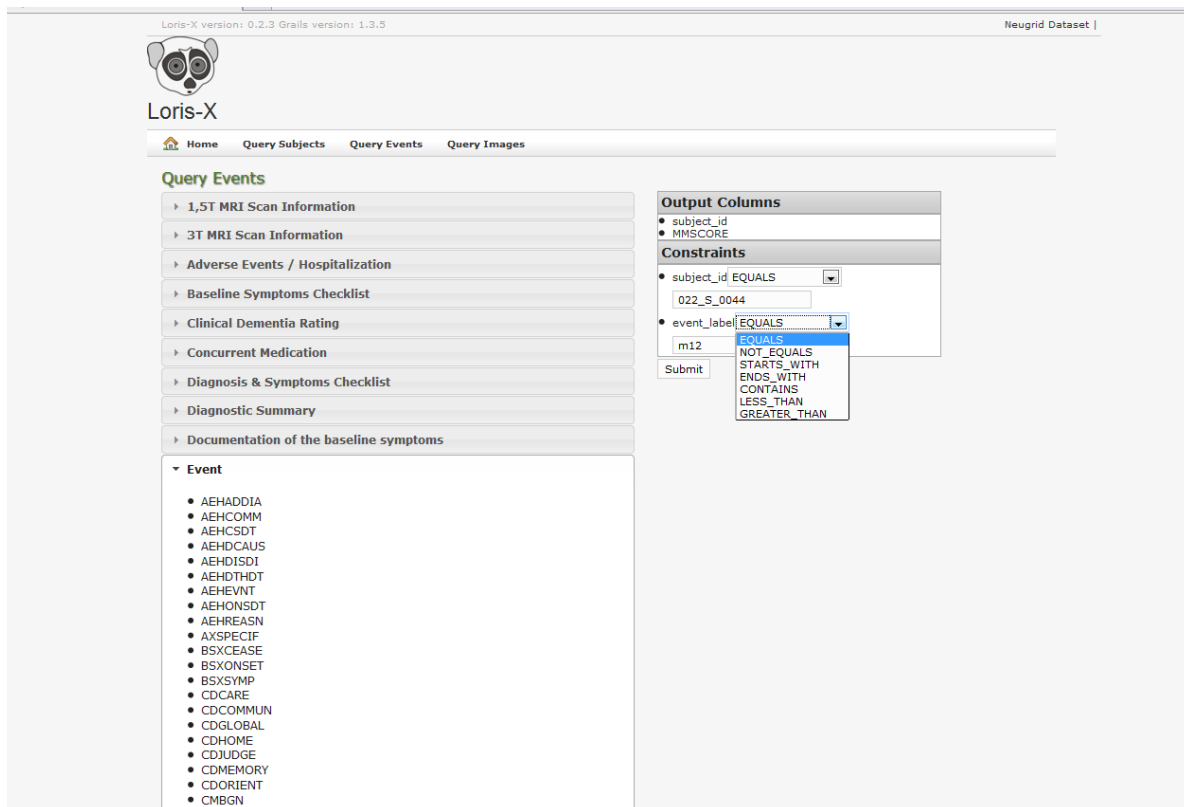 Loris-X version: 0.2.3 Grails version: 1.3.5
Neugrid Dataset |
Loris-X
Home Query Subjects Query Events Query Images
Query Events
1,5T MRI Scan Information
3T MRI Scan Information
Adverse Events / Hospitalization
Baseline Symptoms Checklist
Clinical Dementia Rating
Concurrent Medication
Diagnosis & Symptoms Checklist
Diagnostic Summary
Documentation of the baseline symptoms
Event
AEHADDIA
AEHCOMM
AEHCSDT
AEHDCAUS
AEHDISDI
AEHDTHDT
AEHEVNT
AEHONSDT
AEHREASN
AXSPECIF
BSXCEASE
BSXONSET
BSXSYMP
CDCARE
CDCOMMUN
CDGLOBAL
CDHOME
CDJUDGE
CDMEMORY
CDORIENT
CMBGN
Output Columns
subject_id
MMSCORE
Constraints
subject_id EQUALS
022_S_0044
event_label EQUALS
m12
EQUALS
NOT_EQUALS
STARTS_WITH
ENDS_WITH
CONTAINS
LESS_THAN
GREATER_THAN
Submit